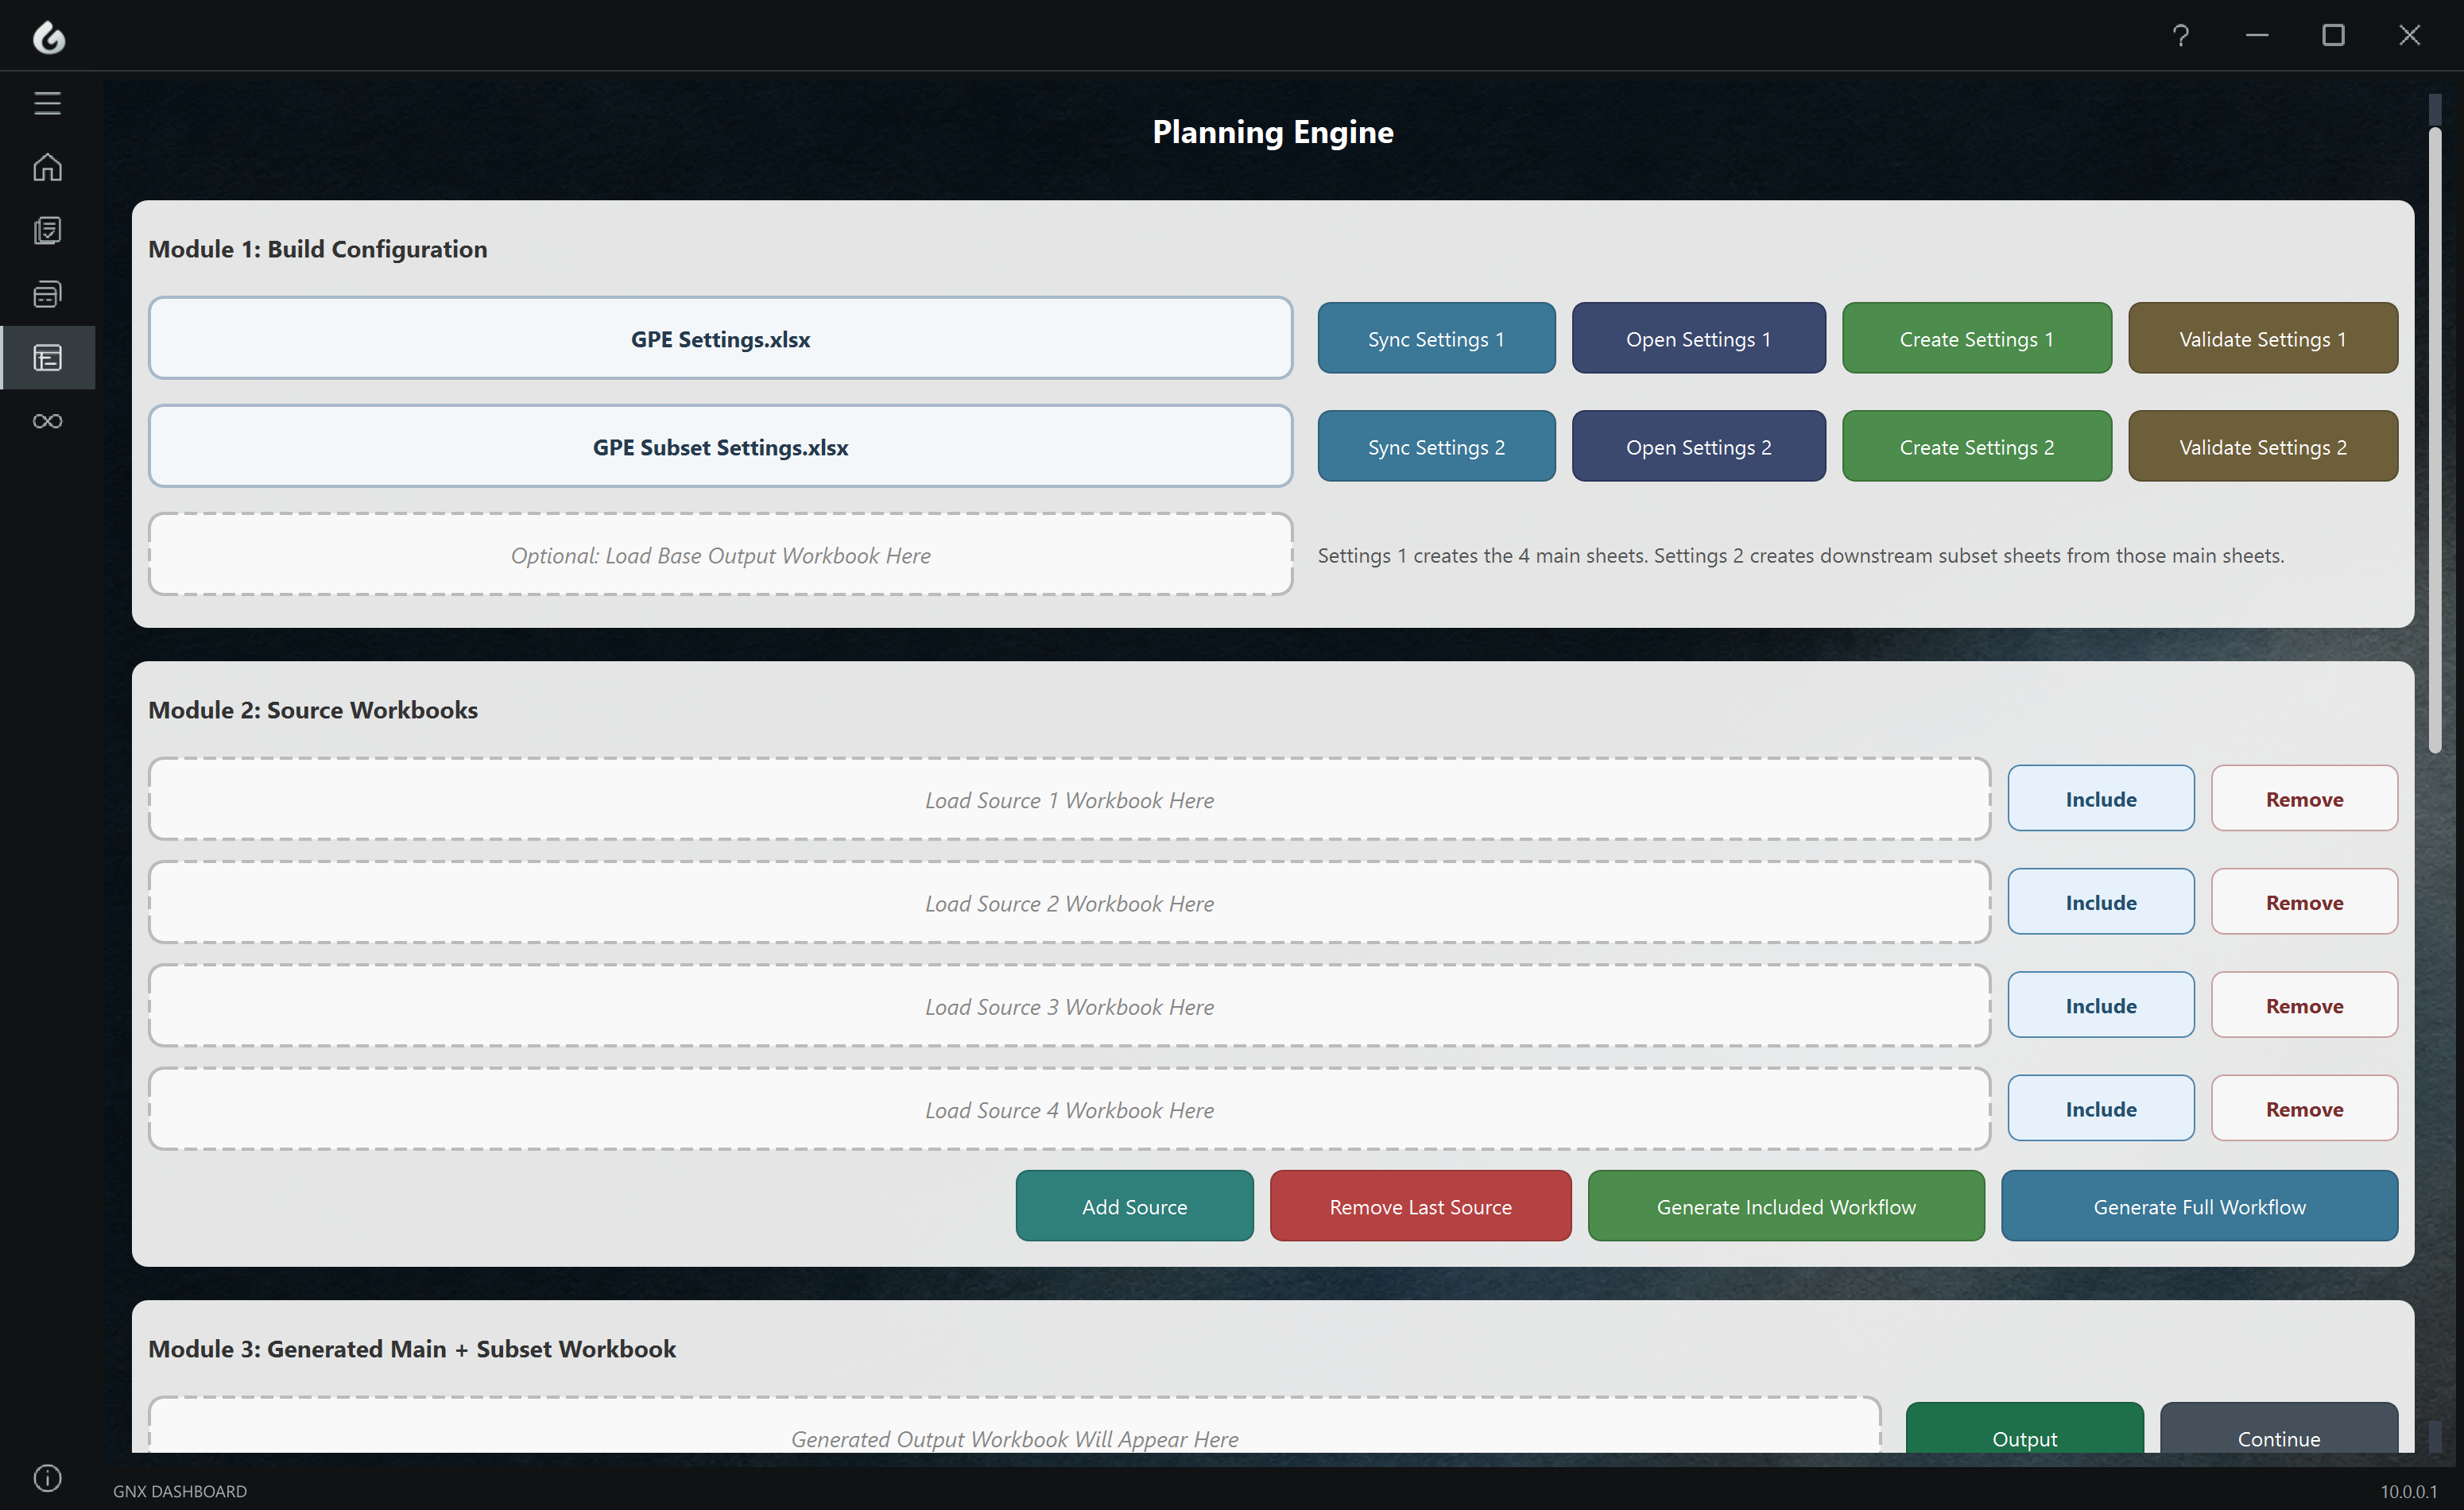 Planning Engine
Module 1: Build Configuration
GPE Settings.xlsx
Sync Settings 1
Open Settings 1
Create Settings 1
Validate Settings 1
GPE Subset Settings.xlsx
Sync Settings 2
Open Settings 2
Create Settings 2
Validate Settings 2
Optional: Load Base Output Workbook Here
Settings 1 creates the 4 main sheets. Settings 2 creates downstream subset sheets from those main sheets.
Module 2: Source Workbooks
Load Source 1 Workbook Here
Include
Remove
Load Source 2 Workbook Here
Include
Remove
Load Source 3 Workbook Here
Include
Remove
Load Source 4 Workbook Here
Include
Remove
Add Source
Remove Last Source
Generate Included Workflow
Generate Full Workflow
Module 3: Generated Main + Subset Workbook
Generated Output Workbook Will Appear Here
Output
Continue
GNX DASHBOARD
10.0.0.1